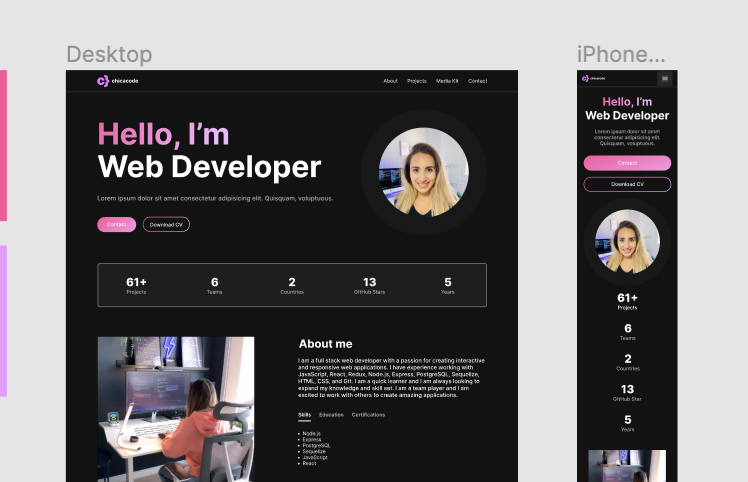 Desktop
chicacode
About Projects Media Kit Contact
Hello, I'm
Web Developer
Lorem ipsum dolor sit amet consectetur adipisicing elit. Quisquam, voluptuous.
Contact Download CV
61+ 6 2 13 5
Projects Teams Countries GitHub Stars Years
About me
I am a full stack web developer with a passion for creating interactive
and responsive web applications. I have experience working with
JavaScript, React, Redux, Node.js, Express, PostgreSQL, Sequelize,
HTML, CSS, and Git. I am a quick learner and I am always looking to
expand my knowledge and skill set. I am a team player and I am
excited to work with others to create amazing applications.
Skills Education Certifications
Node.js
Express
PostgreSQL
Sequelize
JavaScript
React
iPhone...
chicacode
Hello, I'm
Web Developer
Lorem ipsum dolor sit amet
consectetur adipisicing elit.
Quisquam, voluptuous.
Contact
Download CV
61+
Projects
6
Teams
2
Countries
13
GitHub Star
5
Years